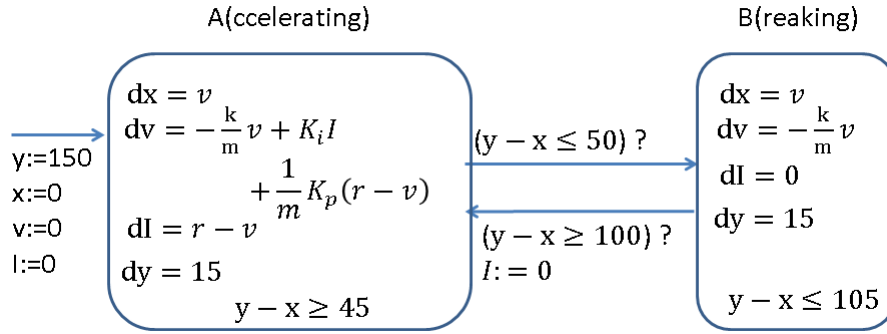 A(ccelerating)
B(reaking)
y:=150
x:=0
v:=0
I:=0
dx = v
dv = −k/m v + K_i I
+ 1/m K_p(r − v)
dI = r − v
dy = 15
y − x ≥ 45
(y − x ≤ 50) ?
(y − x ≥ 100) ?
I: = 0
dx = v
dv = −k/m v
dI = 0
dy = 15
y − x ≤ 105